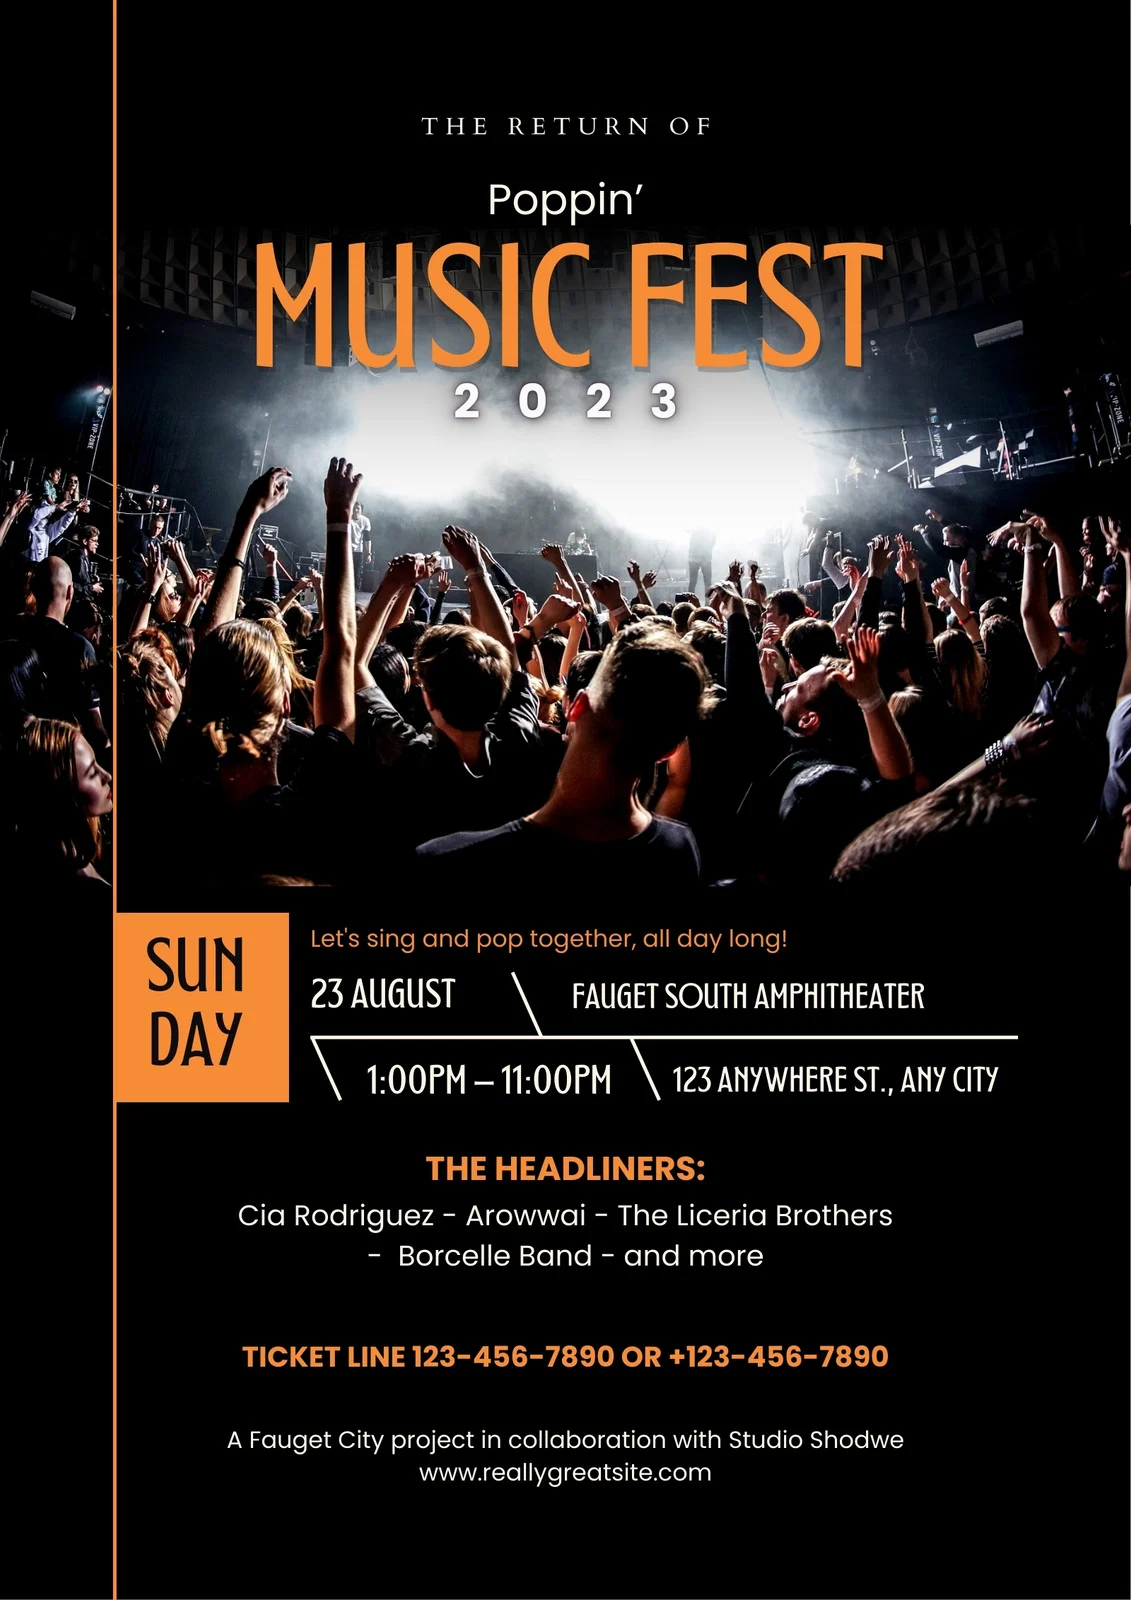 THE RETURN OF
Poppin’
MUSIC FEST
2023
VIP-ZONE
SUN
DAY
Let's sing and pop together, all day long!
23 AUGUST
FAUGET SOUTH AMPHITHEATER
1:00PM – 11:00PM
123 ANYWHERE ST., ANY CITY
THE HEADLINERS:
Cia Rodriguez - Arowwai - The Liceria Brothers
- Borcelle Band - and more
TICKET LINE 123-456-7890 OR +123-456-7890
A Fauget City project in collaboration with Studio Shodwe
www.reallygreatsite.com